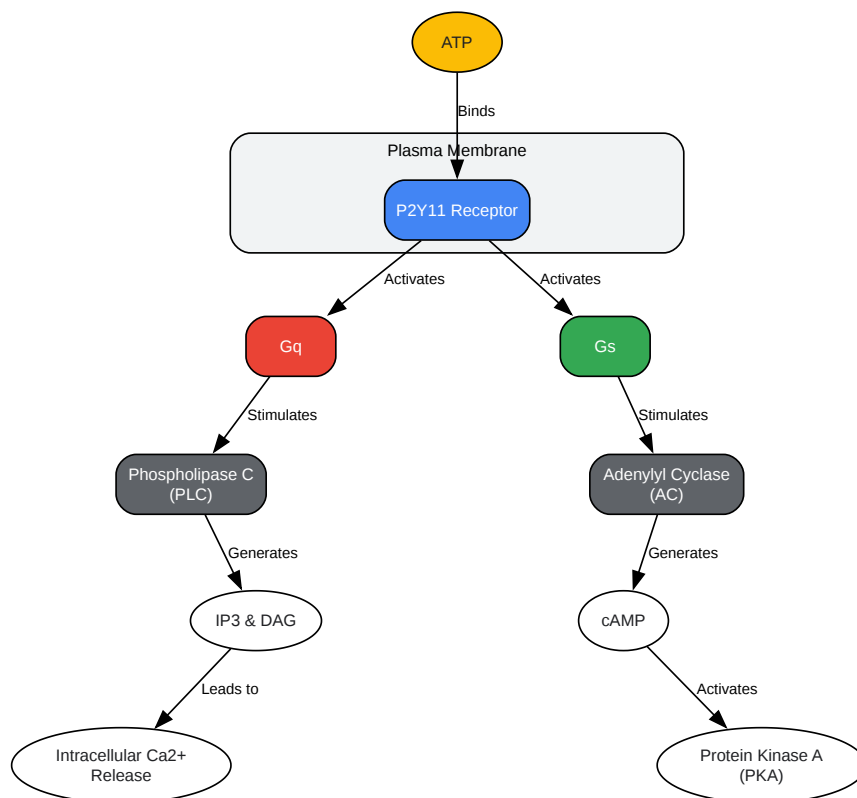 ATP
Binds
Plasma Membrane
P2Y11 Receptor
Activates
Activates
Gq
Gs
Stimulates
Stimulates
Phospholipase C
(PLC)
Adenylyl Cyclase
(AC)
Generates
Generates
IP3 & DAG
cAMP
Leads to
Activates
Intracellular Ca2+
Release
Protein Kinase A
(PKA)